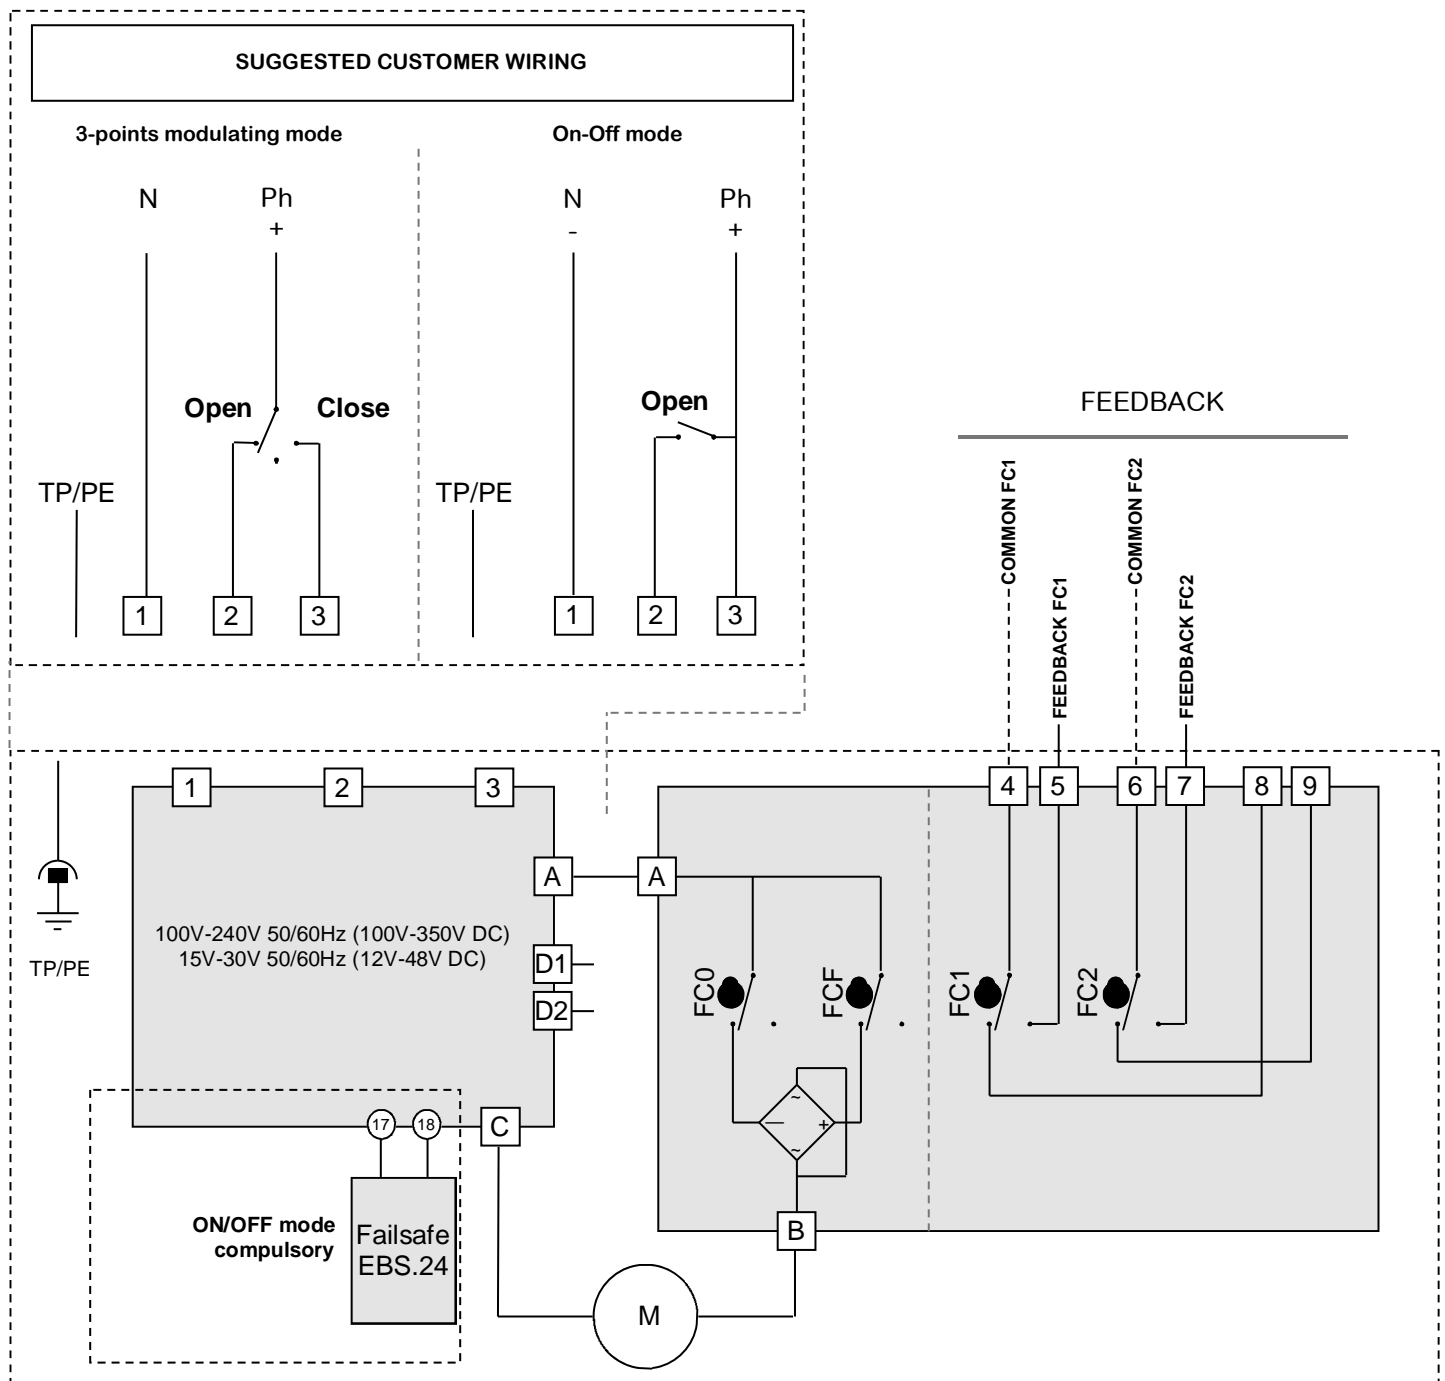 SUGGESTED CUSTOMER WIRING
3-points modulating mode
On-Off mode
N
Ph
+
N
-
Ph
+
Open
Close
Open
TP/PE
TP/PE
1
2
3
1
2
3
FEEDBACK
COMMON FC1
FEEDBACK FC1
COMMON FC2
FEEDBACK FC2
1
2
3
4
5
6
7
8
9
A
A
100V-240V 50/60Hz (100V-350V DC)
15V-30V 50/60Hz (12V-48V DC)
D1
D2
TP/PE
FC0
FCF
FC1
FC2
~
—
+
~
17
18
C
B
ON/OFF mode
compulsory
Failsafe
EBS.24
M